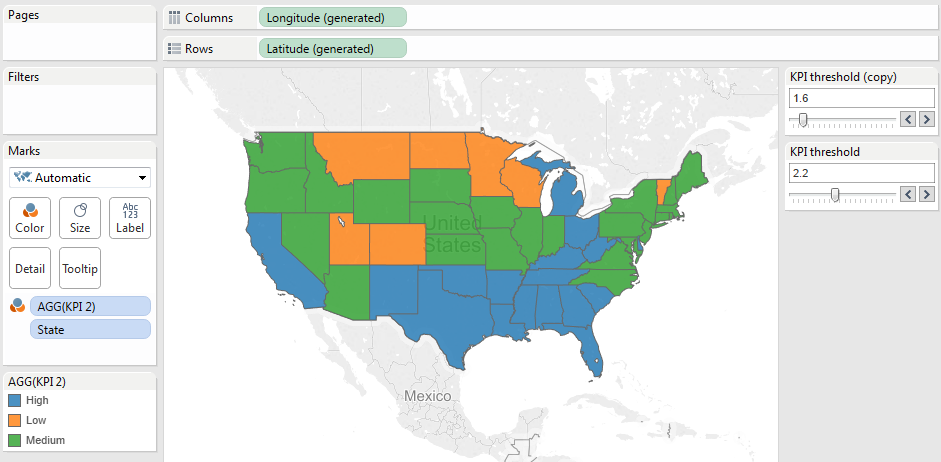 Pages
Columns
Longitude (generated)
Rows
Latitude (generated)
Filters
Marks
Automatic
Color
Size
Abc
123
Label
Detail
Tooltip
AGG(KPI 2)
State
AGG(KPI 2)
High
Low
Medium
United
States
Mexico
KPI threshold (copy)
1.6
KPI threshold
2.2